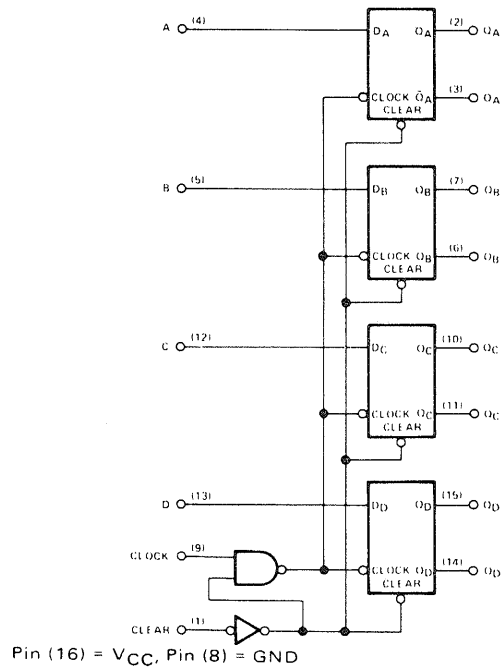 A (4) DA QA (2) QA
CLOCK Q̄A (3) QA
CLEAR
B (5) DB QB (7) QB
CLOCK QB (6) QB
CLEAR
C (12) DC QC (10) QC
CLOCK QC (11) QC
CLEAR
D (13) DD QD (15) QD
CLOCK (9)
CLOCK QD (14) QD
CLEAR
CLEAR (1)
Pin (16) = VCC, Pin (8) = GND